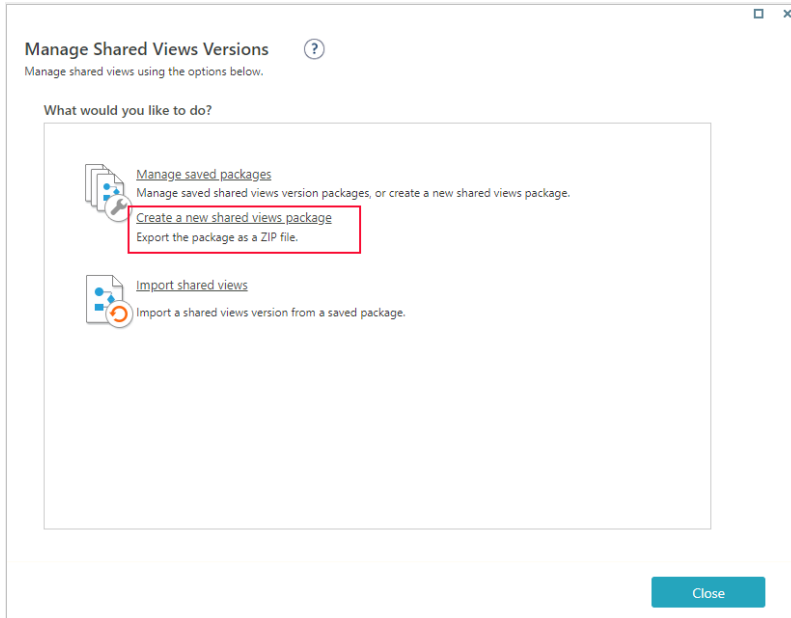 Manage Shared Views Versions ?
Manage shared views using the options below.
What would you like to do?
Manage saved packages
Manage saved shared views version packages, or create a new shared views package.
Create a new shared views package
Export the package as a ZIP file.
Import shared views
Import a shared views version from a saved package.
Close